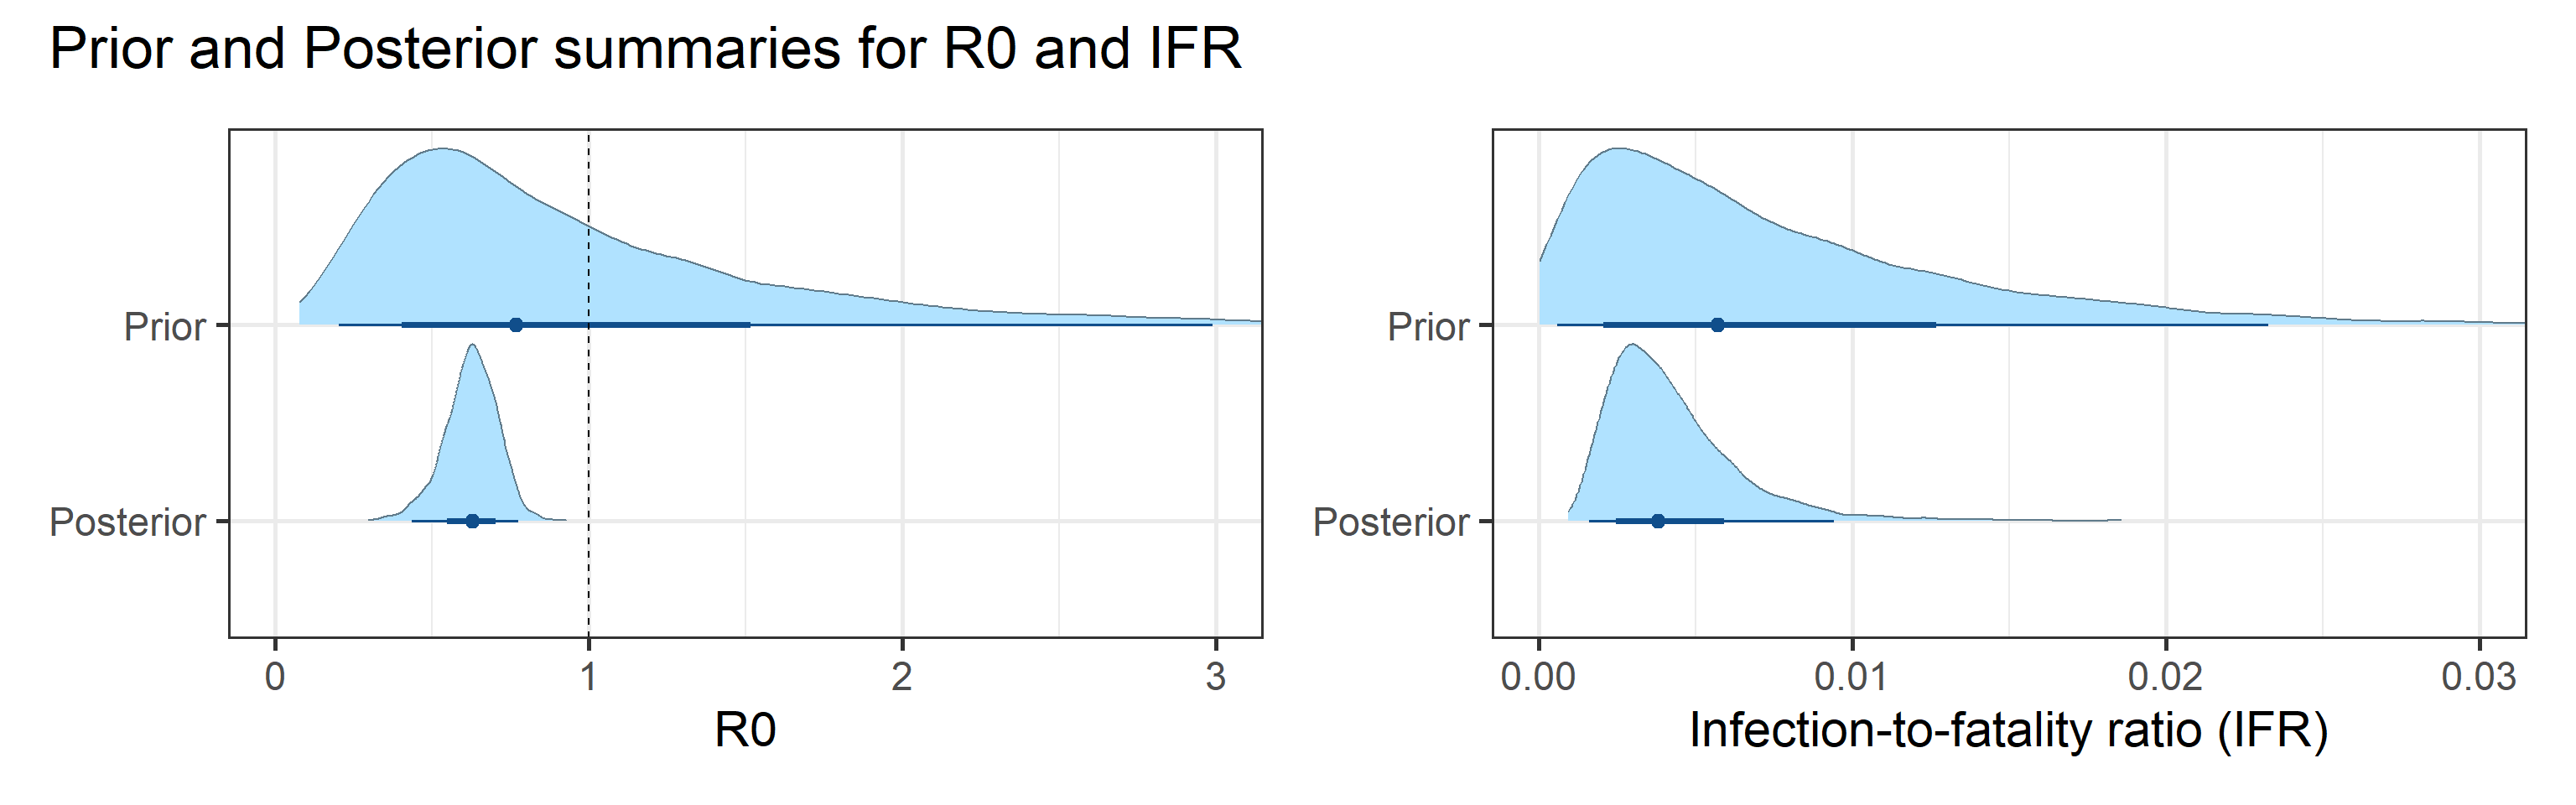 Prior and Posterior summaries for R0 and IFR
Prior
Posterior
0 1 2 3
R0
Prior
Posterior
0.00 0.01 0.02 0.03
Infection-to-fatality ratio (IFR)